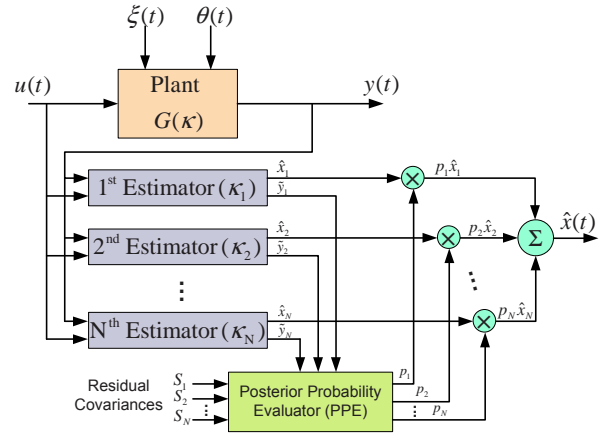 ξ(t) θ(t)
u(t) Plant y(t)
G(κ)
1st Estimator(κ₁) x̂₁ p₁x̂₁
ỹ₁
2nd Estimator(κ₂) x̂₂ p₂x̂₂ Σ x̂(t)
ỹ₂
⋮ ⋱
Nth Estimator(κN) x̂N pNx̂N
ỹN
Residual Covariances
S₁
S₂
⋮
SN
Posterior Probability
Evaluator (PPE)
p₁
p₂
⋮ pN